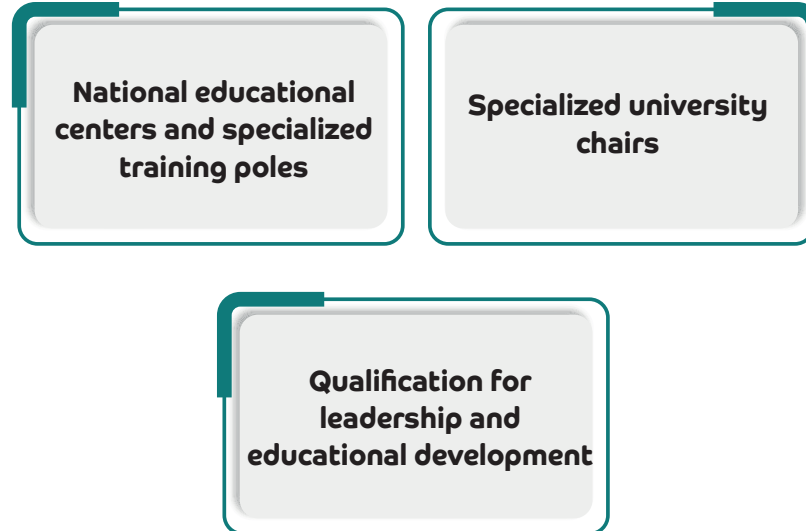 National educational
centers and specialized
training poles
Specialized university
chairs
Qualification for
leadership and
educational development